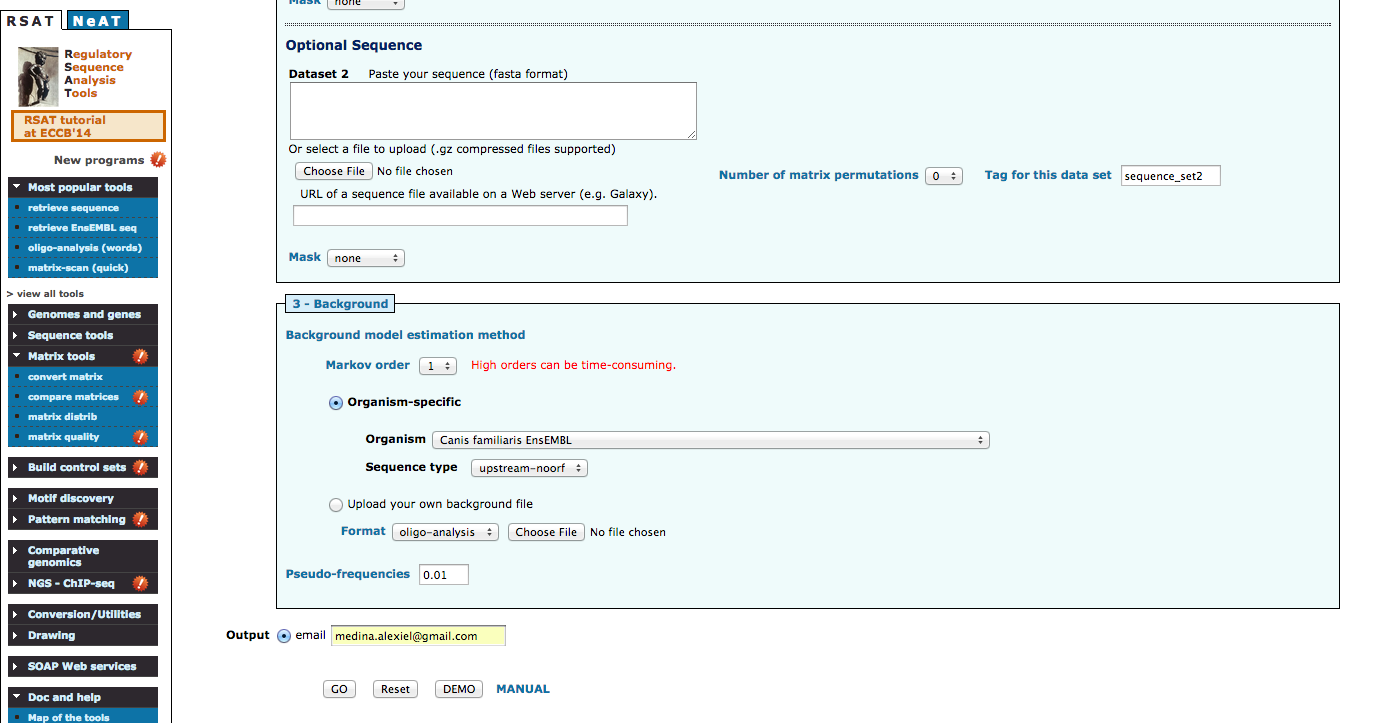 RSAT NeAT
Regulatory
Sequence
Analysis
Tools
RSAT tutorial
at ECCB'14
New programs
Most popular tools
retrieve sequence
retrieve EnsEMBL seq
oligo-analysis (words)
matrix-scan (quick)
> view all tools
Genomes and genes
Sequence tools
Matrix tools
convert matrix
compare matrices
matrix distrib
matrix quality
Build control sets
Motif discovery
Pattern matching
Comparative
genomics
NGS - ChIP-seq
Conversion/Utilities
Drawing
SOAP Web services
Doc and help
Map of the tools
Mask none
Optional Sequence
Dataset 2 Paste your sequence (fasta format)
Or select a file to upload (.gz compressed files supported)
Choose File No file chosen
Number of matrix permutations 0 Tag for this data set sequence_set2
URL of a sequence file available on a Web server (e.g. Galaxy).
Mask none
3 - Background
Background model estimation method
Markov order 1 High orders can be time-consuming.
Organism-specific
Organism Canis familiaris EnsEMBL
Sequence type upstream-noorf
Upload your own background file
Format oligo-analysis Choose File No file chosen
Pseudo-frequencies 0.01
Output email medina.alexiel@gmail.com
GO Reset DEMO MANUAL